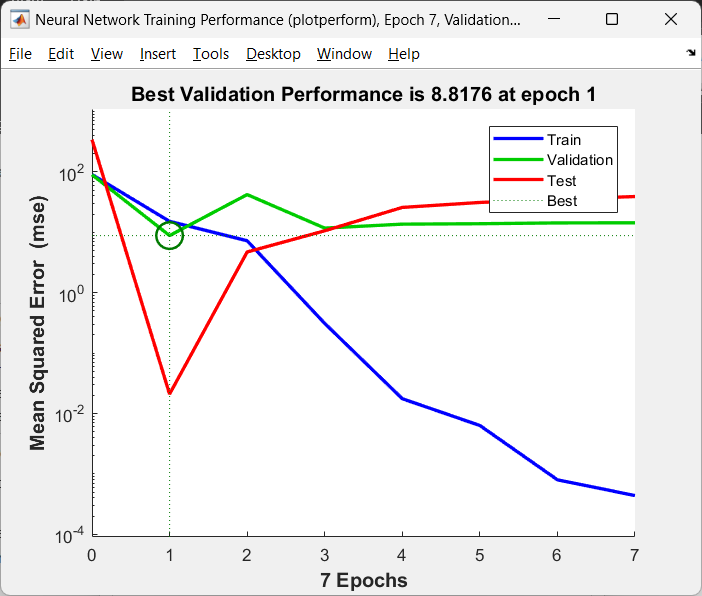 Neural Network Training Performance (plotperform), Epoch 7, Validation...
File Edit View Insert Tools Desktop Window Help
Best Validation Performance is 8.8176 at epoch 1
Mean Squared Error (mse)
10^2
10^0
10^-2
10^-4
Train
Validation
Test
Best
0 1 2 3 4 5 6 7
7 Epochs